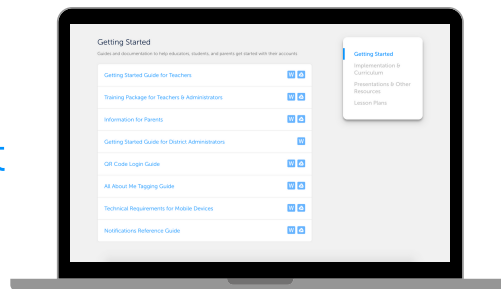 Getting Started
Guides and documentation to help educators, students, and parents get started with their accounts
Getting Started Guide for Teachers
W
Training Package for Teachers & Administrators
W
Information for Parents
W
Getting Started Guide for District Administrators
W
QR Code Login Guide
W
All About Me Tagging Guide
W
Technical Requirements for Mobile Devices
W
Notifications Reference Guide
W
Getting Started
Implementation &
Curriculum
Presentations & Other
Resources
Lesson Plans
t